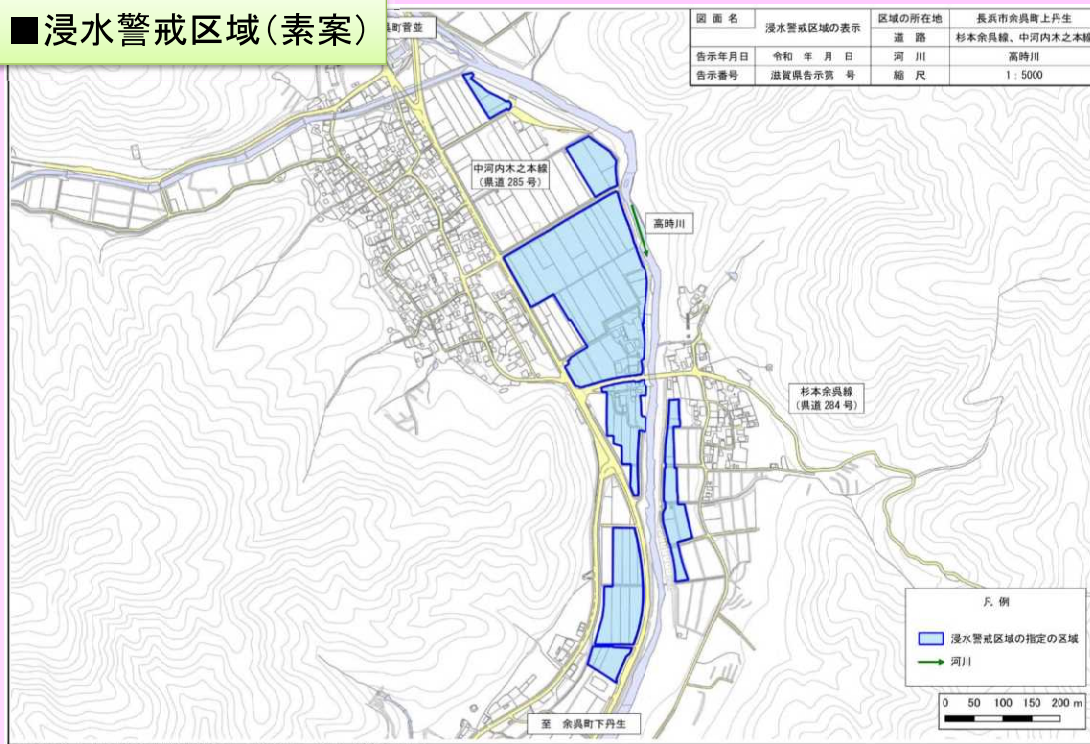 ■浸水警戒区域(素案)
呉町菅並
図 面 名
浸水警戒区域の表示
区域の所在地
長浜市余呉町上丹生
道 路
杉本余呉線、中河内木之本線
告示年月日
令和 年 月 日
河 川
高時川
告示番号
滋賀県告示第 号
縮 尺
1:5000
中河内木之本線
(県道 285 号)
高時川
杉本余呉線
(県道 284 号)
凡 例
浸水警戒区域の指定の区域
河川
0 50 100 150 200 m
至 余呉町下丹生